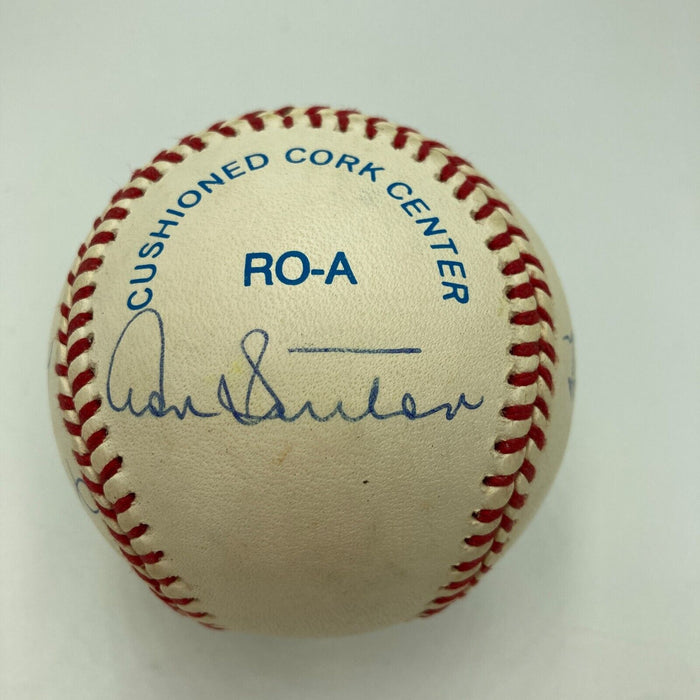 CUSHIONED CORK CENTER
RO-A
Don Sutton